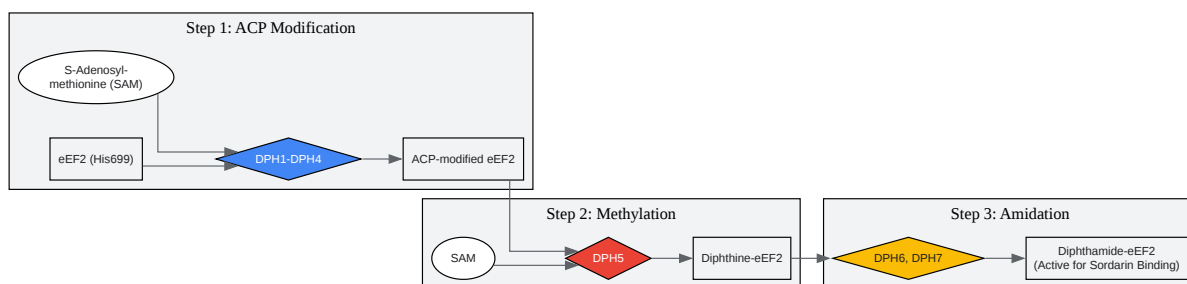 Step 1: ACP Modification
S-Adenosyl-
methionine (SAM)
eEF2 (His699)
DPH1-DPH4
ACP-modified eEF2
Step 2: Methylation
SAM
DPH5
Diphthine-eEF2
Step 3: Amidation
DPH6, DPH7
Diphthamide-eEF2
(Active for Sordarin Binding)